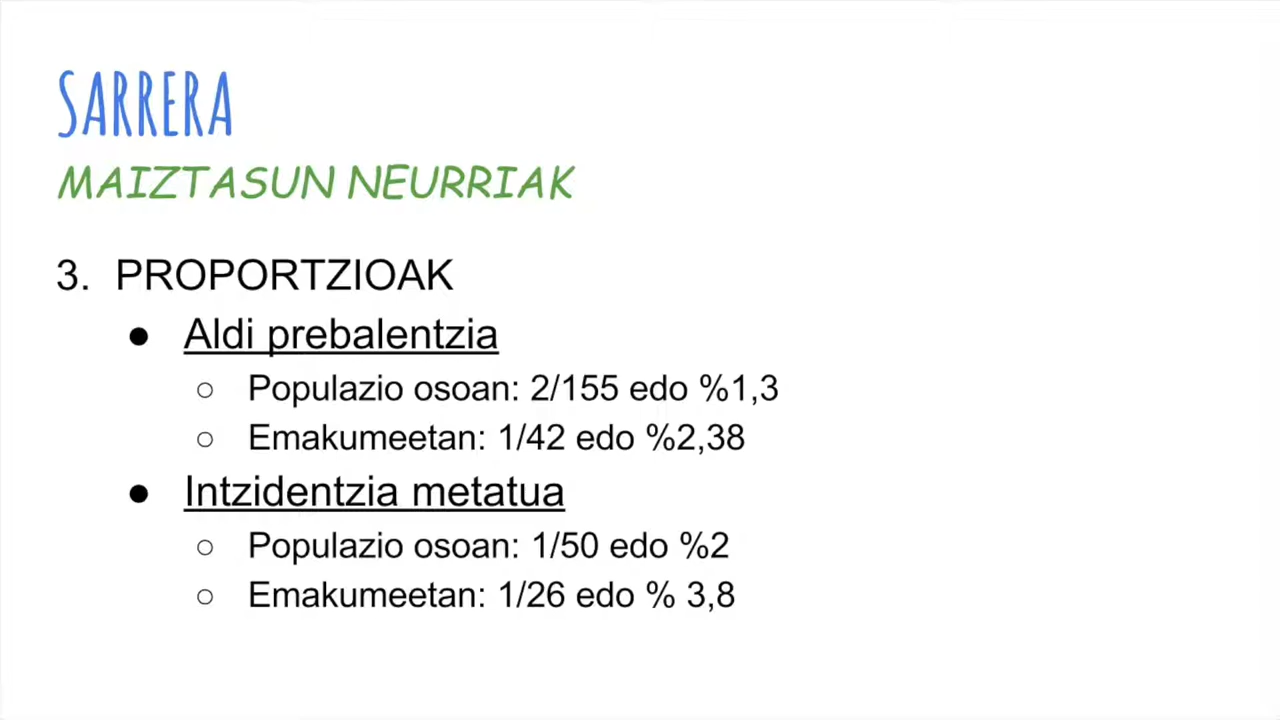 SARRERA
MAIZTASUN NEURRIAK
3. PROPORTZIOAK
● Aldi prebalentzia
○ Populazio osoan: 2/155 edo %1,3
○ Emakumeetan: 1/42 edo %2,38
● Intzidentzia metatua
○ Populazio osoan: 1/50 edo %2
○ Emakumeetan: 1/26 edo % 3,8